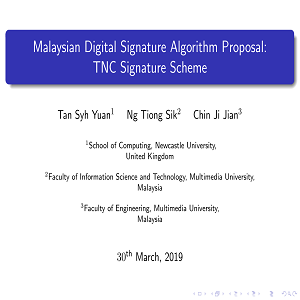 Malaysian Digital Signature Algorithm Proposal:
TNC Signature Scheme
Tan Syh Yuan¹ Ng Tiong Sik² Chin Ji Jian³
¹School of Computing, Newcastle University,
United Kingdom
²Faculty of Information Science and Technology, Multimedia University,
Malaysia
³Faculty of Engineering, Multimedia University,
Malaysia
30th March, 2019